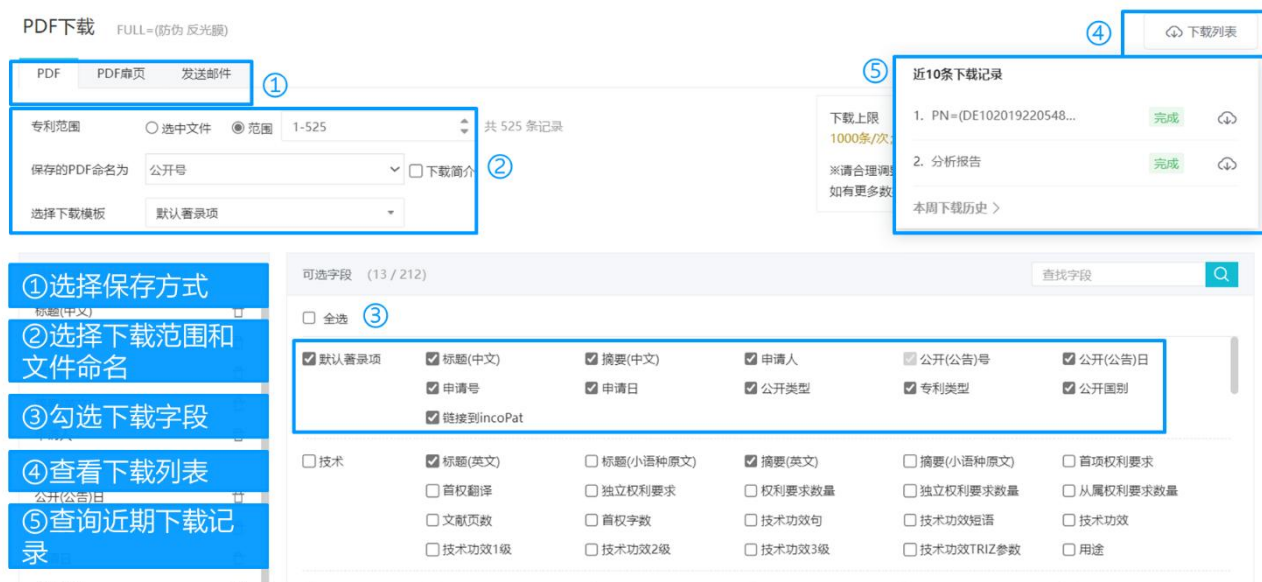 PDF下载 FULL=(防伪 反光膜)
④ 下载列表
PDF PDF扉页 发送邮件 ①
⑤ 近10条下载记录
1. PN=(DE102019220548... 完成
2. 分析报告 完成
本周下载历史 >
专利范围 选中文件 范围 1-525 共 525 条记录
保存的PDF命名为 公开号 下载简介 ②
选择下载模板 默认著录项
下载上限
1000条/次;
※请合理调
如有更多数
①选择保存方式
标题(中文)
②选择下载范围和
文件命名
③勾选下载字段
④查看下载列表
公开(公告)日
⑤查询近期下载记
录
可选字段 (13 / 212) 查找字段
全选 ③
默认著录项 标题(中文) 摘要(中文) 申请人 公开(公告)号 公开(公告)日
申请号 申请日 公开类型 专利类型 公开国别
链接到incoPat
技术 标题(英文) 标题(小语种原文) 摘要(英文) 摘要(小语种原文) 首项权利要求
首权翻译 独立权利要求 权利要求数量 独立权利要求数量 从属权利要求数量
文献页数 首权字数 技术功效句 技术功效短语 技术功效
技术功效1级 技术功效2级 技术功效3级 技术功效TRIZ参数 用途